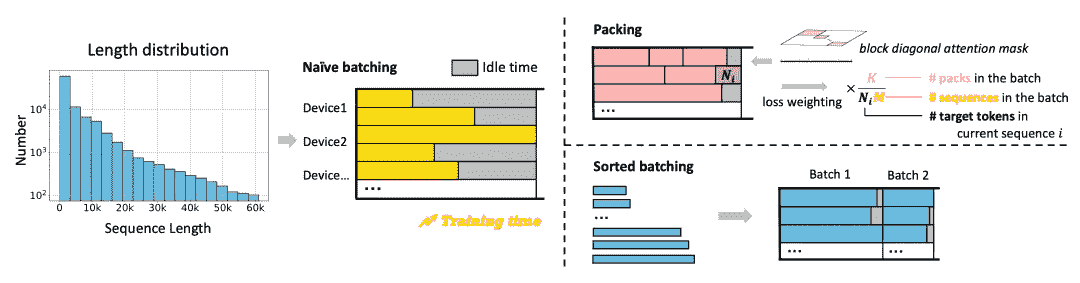 Length distribution
Number
10⁴
10³
10²
0 10k 20k 30k 40k 50k 60k
Sequence Length
Naïve batching
Idle time
Device1
Device2
Device...
...
Training time
Packing
N_i
...
block diagonal attention mask
loss weighting
× K / N_i M
# packs in the batch
# sequences in the batch
# target tokens in
current sequence i
Sorted batching
...
Batch 1 Batch 2
... ...